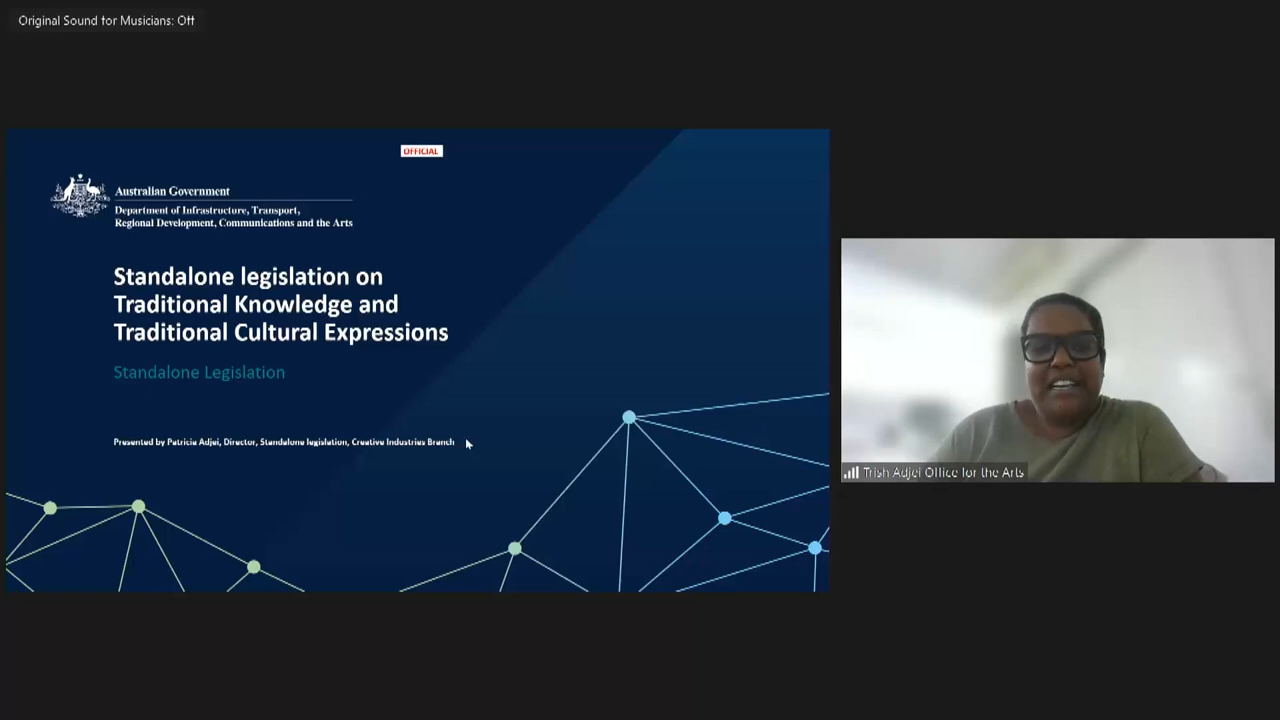 Original Sound for Musicians: Off
OFFICIAL
Australian Government
Department of Infrastructure, Transport,
Regional Development, Communications and the Arts
Standalone legislation on
Traditional Knowledge and
Traditional Cultural Expressions
Standalone Legislation
Presented by Patricia Adjei, Director, Standalone legislation, Creative Industries Branch
Trish Adjei Office for the Arts